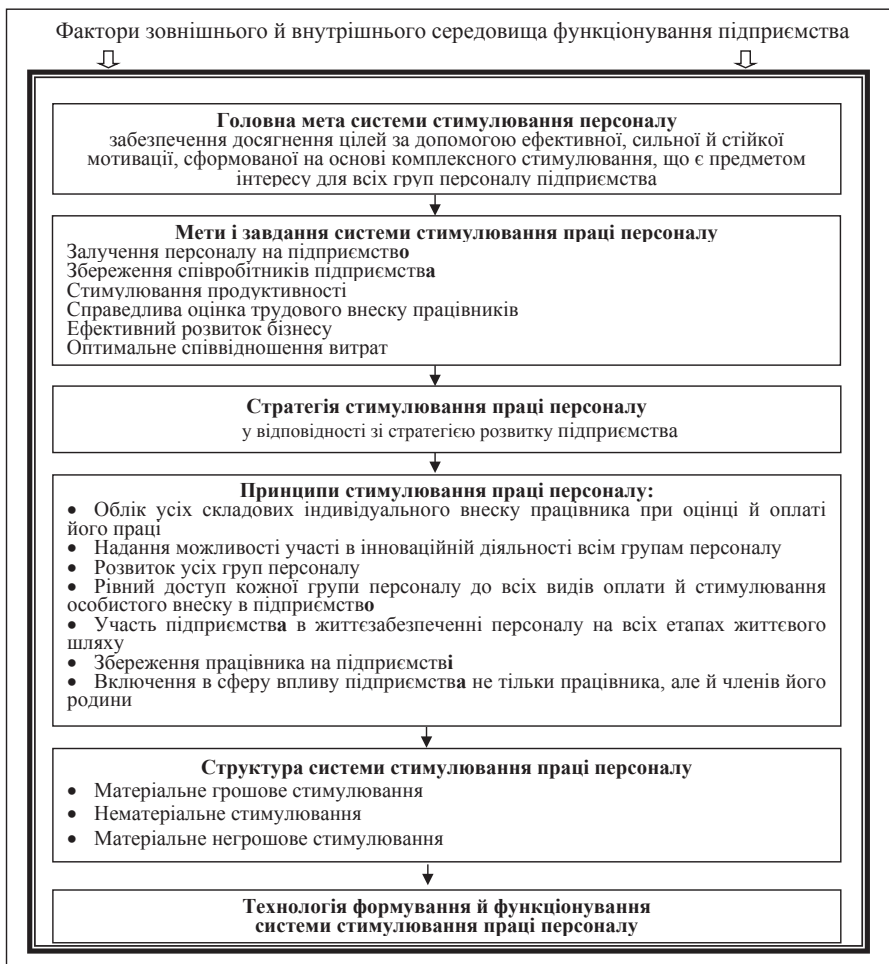 Фактори зовнішнього й внутрішнього середовища функціонування підприємства
Головна мета системи стимулювання персоналу
забезпечення досягнення цілей за допомогою ефективної, сильної й стійкої
мотивації, сформованої на основі комплексного стимулювання, що є предметом
інтересу для всіх груп персоналу підприємства
Мети і завдання системи стимулювання праці персоналу
Залучення персоналу на підприємство
Збереження співробітників підприємства
Стимулювання продуктивності
Справедлива оцінка трудового внеску працівників
Ефективний розвиток бізнесу
Оптимальне співвідношення витрат
Стратегія стимулювання праці персоналу
у відповідності зі стратегією розвитку підприємства
Принципи стимулювання праці персоналу:
• Облік усіх складових індивідуального внеску працівника при оцінці й оплаті
його праці
• Надання можливості участі в інноваційній діяльності всім групам персоналу
• Розвиток усіх груп персоналу
• Рівний доступ кожної групи персоналу до всіх видів оплати й стимулювання
особистого внеску в підприємство
• Участь підприємства в життєзабезпеченні персоналу на всіх етапах життєвого
шляху
• Збереження працівника на підприємстві
• Включення в сферу впливу підприємства не тільки працівника, але й членів його
родини
Структура системи стимулювання праці персоналу
• Матеріальне грошове стимулювання
• Нематеріальне стимулювання
• Матеріальне негрошове стимулювання
Технологія формування й функціонування
системи стимулювання праці персоналу